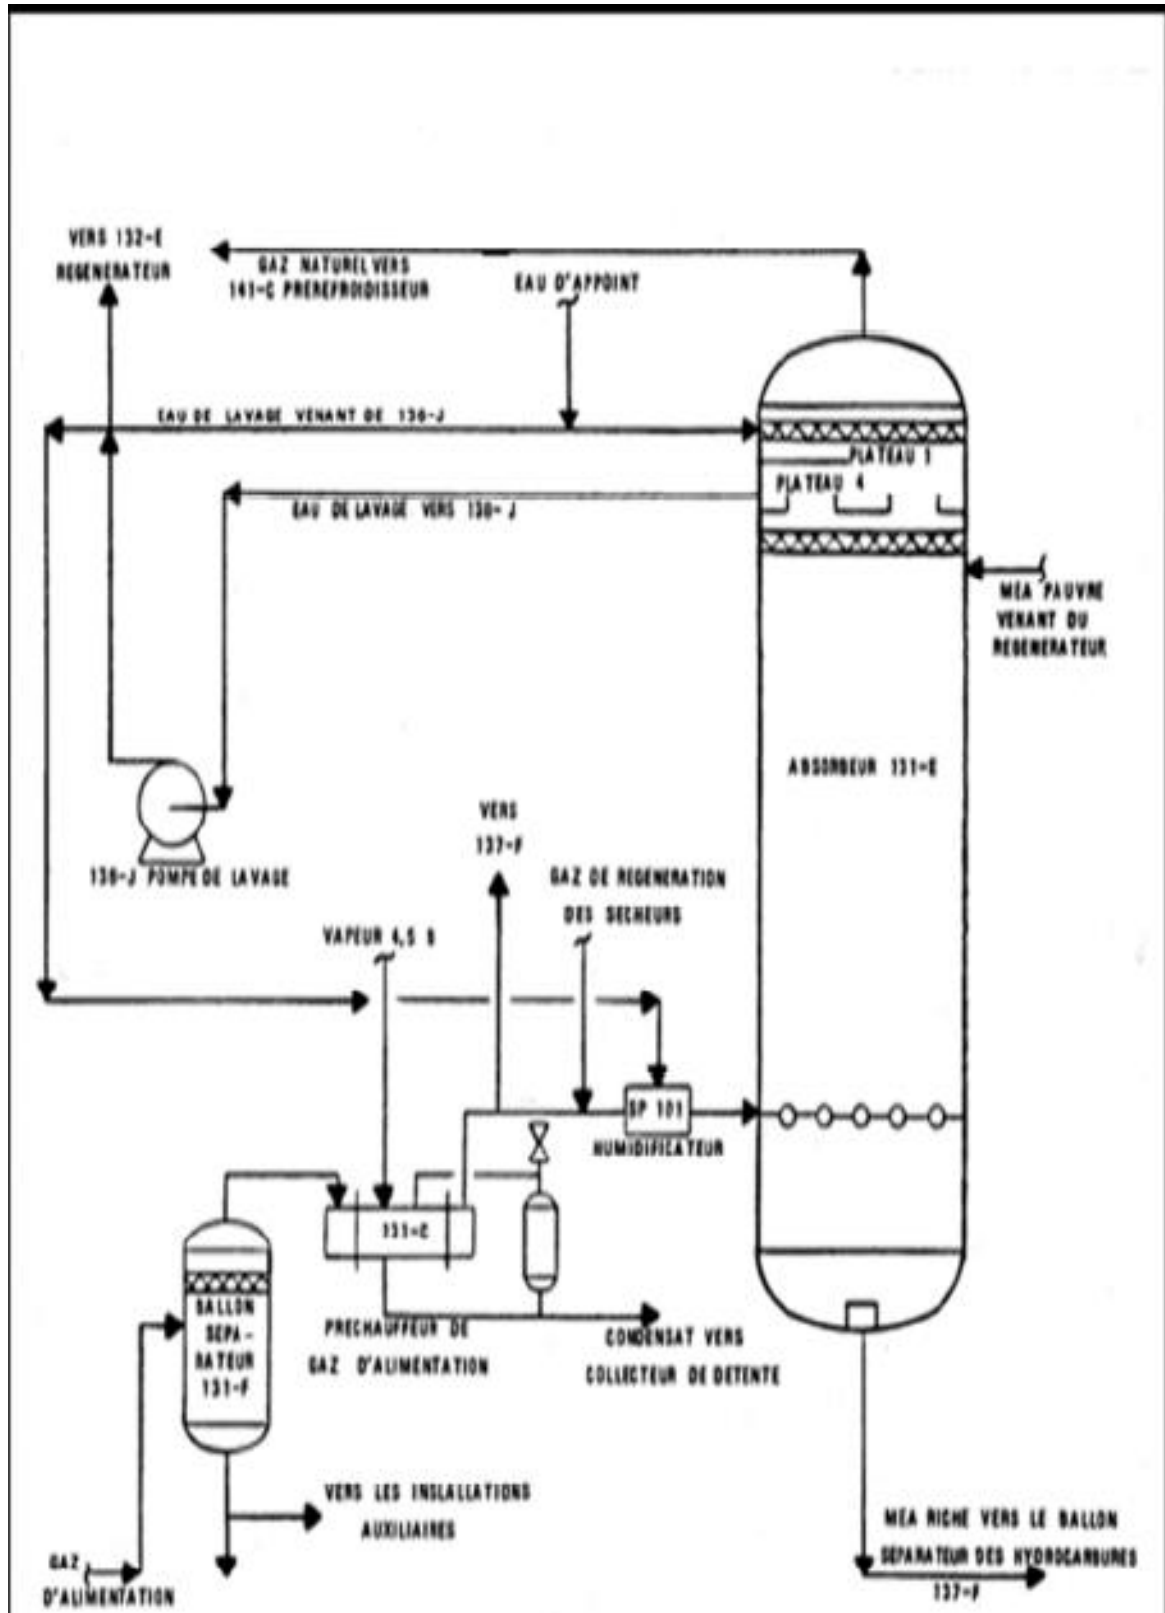 VERS 132-E
REGENERATEUR
GAZ NATUREL VERS
141-C PREREFROIDISSEUR
EAU D'APPOINT
EAU DE LAVAGE VENANT DE 136-J
PLATEAU 1
PLATEAU 4
EAU DE LAVAGE VERS 136-J
MEA PAUVRE
VENANT DU
REGENERATEUR
ABSORBEUR 131-E
VERS
137-F
136-J POMPE DE LAVAGE
GAZ DE REGENERATION
DES SECHEURS
VAPEUR 4,5 B
SP 101
HUMIDIFICATEUR
131-C
BALLON
SEPA-
RATEUR
131-F
PRECHAUFFEUR DE
GAZ D'ALIMENTATION
CONDENSAT VERS
COLLECTEUR DE DETENTE
VERS LES INSLALLATIONS
AUXILIAIRES
GAZ
D'ALIMENTATION
MEA RICHE VERS LE BALLON
SEPARATEUR DES HYDROCARBURES
137-F